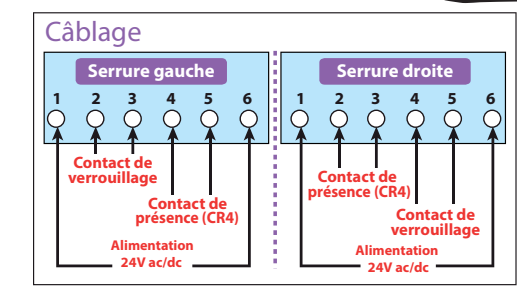 Câblage
Serrure gauche
1 2 3 4 5 6
Contact de
verrouillage
Contact de
présence (CR4)
Alimentation
24V ac/dc
Serrure droite
1 2 3 4 5 6
Contact de
présence (CR4)
Contact de
verrouillage
Alimentation
24V ac/dc